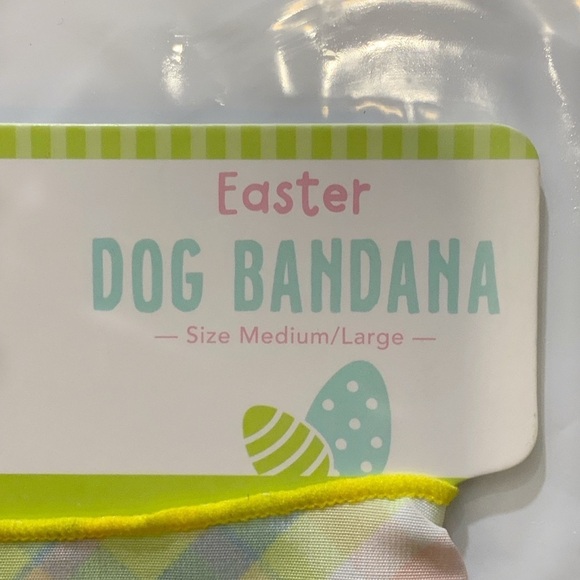 Easter
DOG BANDANA
— Size Medium/Large —